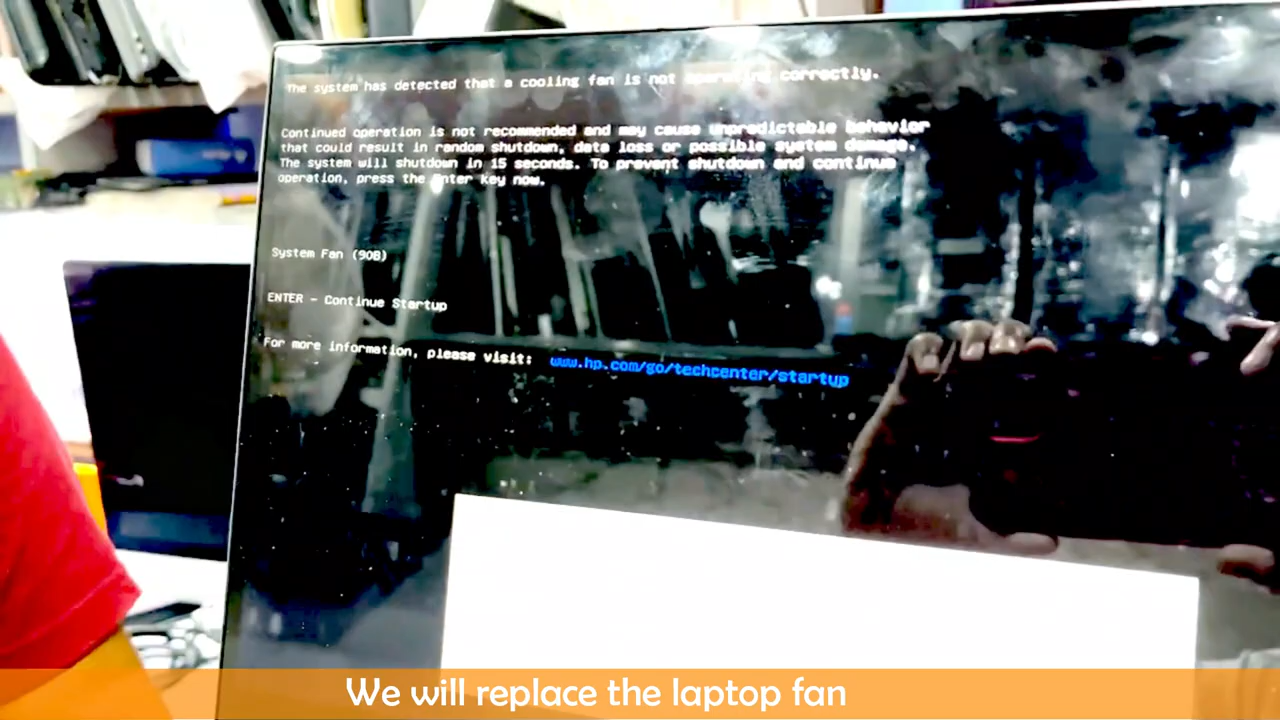 The system has detected that a cooling fan is not operating correctly.
Continued operation is not recommended and may cause unpredictable behavior
that could result in random shutdown, data loss or possible system damage.
The system will shutdown in 15 seconds. To prevent shutdown and continue
operation, press the Enter key now.
System Fan (90B)
ENTER - Continue Startup
For more information, please visit: www.hp.com/go/techcenter/startup
We will replace the laptop fan